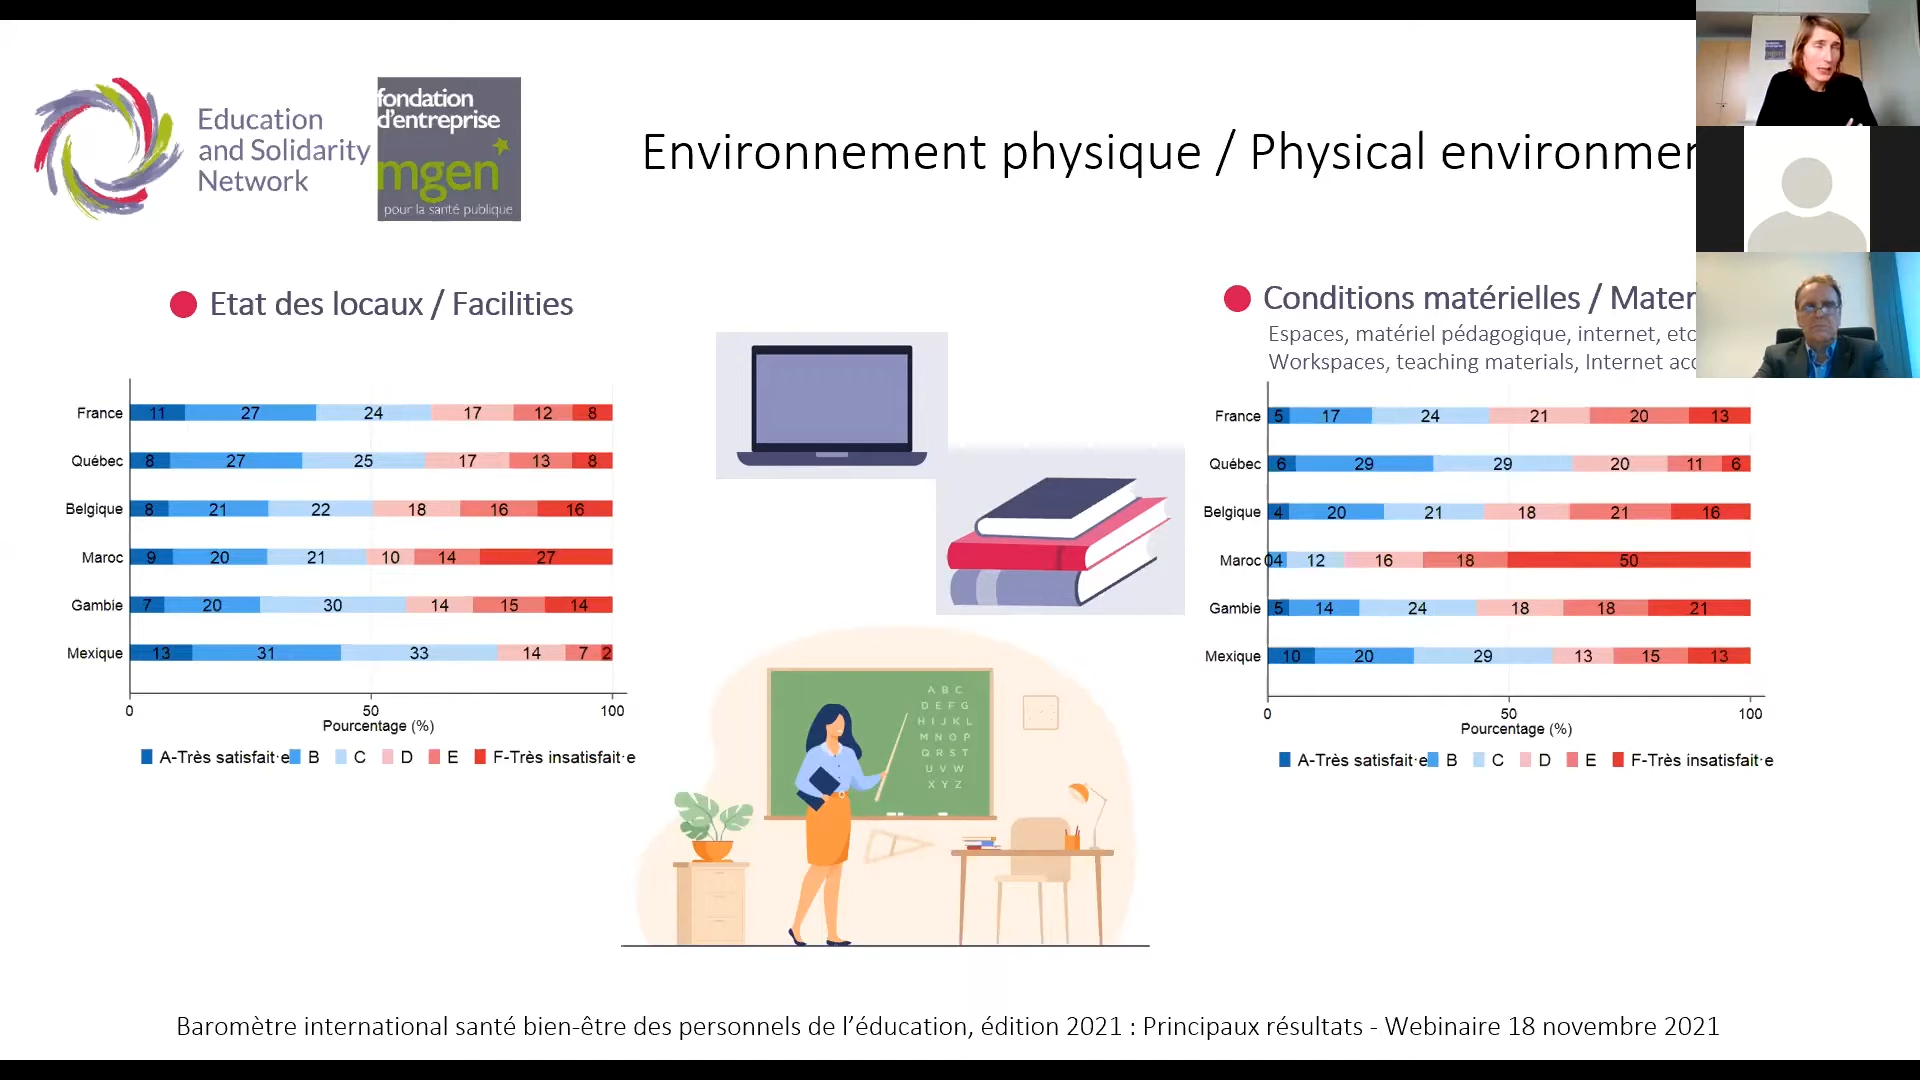 Education
and Solidarity
Network
fondation
d'entreprise
mgen
pour la santé publique
Environnement physique / Physical environmen
Etat des locaux / Facilities
France 11 27 24 17 12 8
Québec 8 27 25 17 13 8
Belgique 8 21 22 18 16 16
Maroc 9 20 21 10 14 27
Gambie 7 20 30 14 15 14
Mexique 13 31 33 14 7 2
0 50 100
Pourcentage (%)
A-Très satisfait·e B C D E F-Très insatisfait·e
A B C
D E F G
H I J K L
M N O P
Q R S T
U V W
X Y Z
Conditions matérielles / Mater
Espaces, matériel pédagogique, internet, etc
Workspaces, teaching materials, Internet acc
France 5 17 24 21 20 13
Québec 6 29 29 20 11 6
Belgique 4 20 21 18 21 16
Maroc 0 4 12 16 18 50
Gambie 5 14 24 18 18 21
Mexique 10 20 29 13 15 13
0 50 100
Pourcentage (%)
A-Très satisfait·e B C D E F-Très insatisfait·e
Baromètre international santé bien-être des personnels de l'éducation, édition 2021 : Principaux résultats - Webinaire 18 novembre 2021